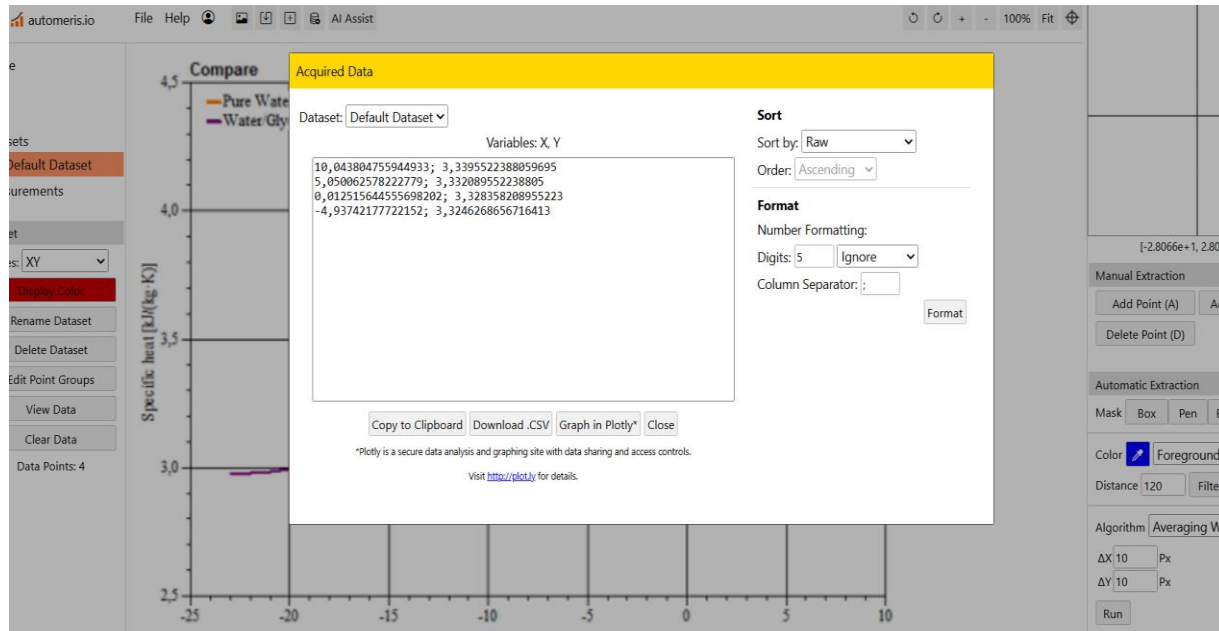 automeris.io
File Help AI Assist
+ - 100% Fit
e
sets
Default Dataset
urements
et
es: XY
Display Color
Rename Dataset
Delete Dataset
Edit Point Groups
View Data
Clear Data
Data Points: 4
Compare
Pure Wate
Water/Gly
Specific heat [kJ/(kg·K)]
4,5
4,0
3,5
3,0
2,5
-25 -20 -15 -10 -5 0 5 10
Acquired Data
Dataset: Default Dataset
Variables: X, Y
10,043804755944933; 3,3395522388059695
5,050062578222779; 3,332089552238805
0,012515644555698202; 3,328358208955223
-4,93742177722152; 3,3246268656716413
Copy to Clipboard Download .CSV Graph in Plotly* Close
*Plotly is a secure data analysis and graphing site with data sharing and access controls.
Visit http://plot.ly for details.
Sort
Sort by: Raw
Order: Ascending
Format
Number Formatting:
Digits: 5 Ignore
Column Separator: ;
Format
[-2.8066e+1, 2.80
Manual Extraction
Add Point (A) A
Delete Point (D)
Automatic Extraction
Mask Box Pen
Color Foreground
Distance 120 Filte
Algorithm Averaging W
ΔX 10 Px
ΔY 10 Px
Run